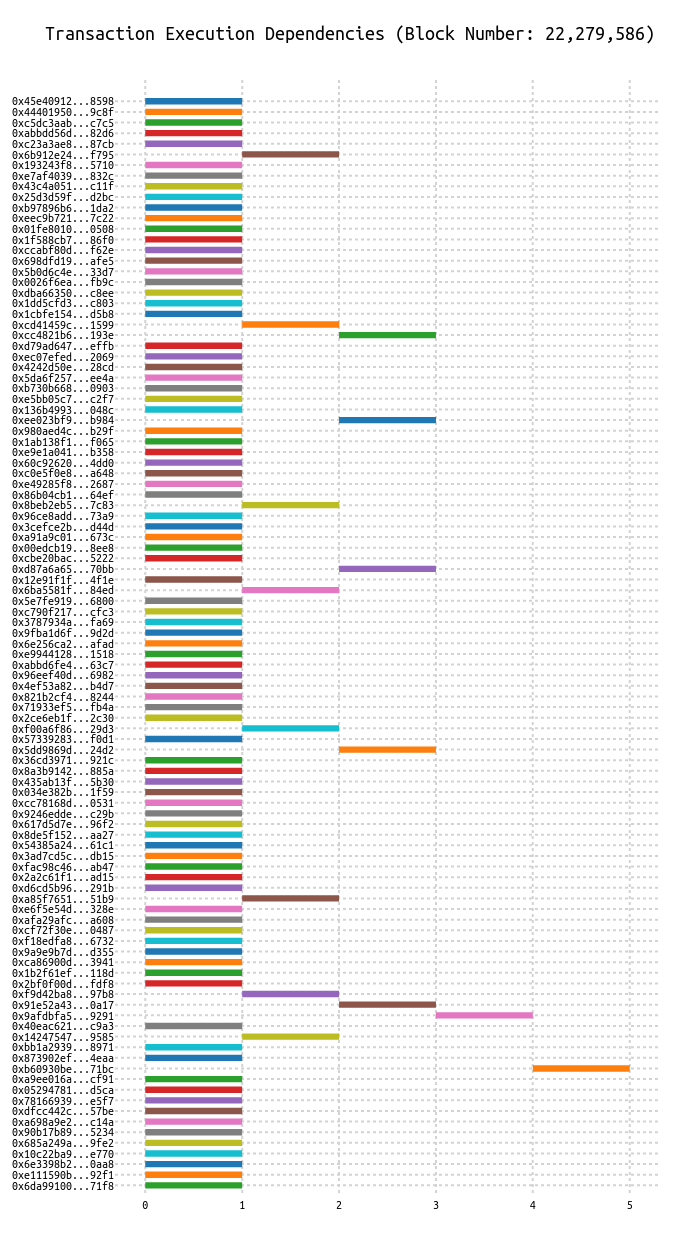 Transaction Execution Dependencies (Block Number: 22,279,586)
0x45e40912...8598
0x44401950...9c8f
0xc5dc3aab...c7c5
0xabbdd56d...82d6
0xc23a3ae8...87cb
0x6b912e24...f795
0x193243f8...5710
0xe7af4039...832c
0x43c4a051...c11f
0x25d3d59f...d2bc
0xb97896b6...1da2
0xeec9b721...7c22
0x01fe8010...0508
0x1f588cb7...86f0
0xccabf80d...f62e
0x698dfd19...afe5
0x5b0d6c4e...33d7
0x0026f6ea...fb9c
0xdba66350...c8ee
0x1dd5cfd3...c803
0x1cbfe154...d5b8
0xcd41459c...1599
0xcc4821b6...193e
0xd79ad647...effb
0xec07efed...2069
0x4242d50e...28cd
0x5da6f257...ee4a
0xb730b668...0903
0xe5bb05c7...c2f7
0x136b4993...048c
0xee023bf9...b984
0x980aed4c...b29f
0x1ab138f1...f065
0xe9e1a041...b358
0x60c92620...4dd0
0xc0e5f0e8...a648
0xe49285f8...2687
0x86b04cb1...64ef
0x8beb2eb5...7c83
0x96ce8add...73a9
0x3cefce2b...d44d
0xa91a9c01...673c
0x00edcb19...8ee8
0xcbe20bac...5222
0xd87a6a65...70bb
0x12e91f1f...4f1e
0x6ba5581f...84ed
0x5e7fe919...6800
0xc790f217...cfc3
0x3787934a...fa69
0x9fba1d6f...9d2d
0x6e256ca2...afad
0xe9944128...1518
0xabbd6fe4...63c7
0x96eef40d...6982
0x4ef53a82...b4d7
0x821b2cf4...8244
0x71933ef5...fb4a
0x2ce6eb1f...2c30
0xf00a6f86...29d3
0x57339283...f0d1
0x5dd9869d...24d2
0x36cd3971...921c
0x8a3b9142...885a
0x435ab13f...5b30
0x034e382b...1f59
0xcc78168d...0531
0x9246edde...c29b
0x617d5d7e...96f2
0x8de5f152...aa27
0x54385a24...61c1
0x3ad7cd5c...db15
0xfac98c46...ab47
0x2a2c61f1...ad15
0xd6cd5b96...291b
0xa85f7651...51b9
0xe6f5e54d...328e
0xafa29afc...a608
0xcf72f30e...0487
0xf18edfa8...6732
0x9a9e9b7d...d355
0xca86900d...3941
0x1b2f61ef...118d
0x2bf0f00d...fdf8
0xf9d42ba8...97b8
0x91e52a43...0a17
0x9afdbfa5...9291
0x40eac621...c9a3
0x14247547...9585
0xbb1a2939...8971
0x873902ef...4eaa
0xb60930be...71bc
0xa9ee016a...cf91
0x05294781...d5ca
0x78166939...e5f7
0xdfcc442c...57be
0xa698a9e2...c14a
0x90b17b89...5234
0x685a249a...9fe2
0x10c22ba9...e770
0x6e3398b2...0aa8
0xe111590b...92f1
0x6da99100...71f8
0 1 2 3 4 5